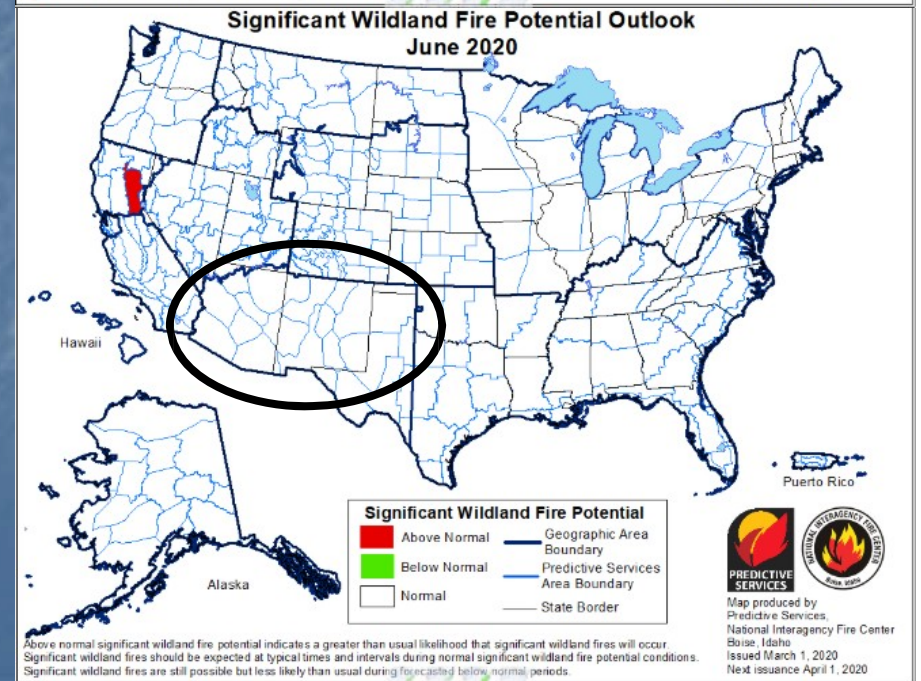 Significant Wildland Fire Potential Outlook
June 2020
Hawaii
Alaska
Puerto Rico
Significant Wildland Fire Potential
Above Normal
Below Normal
Normal
Geographic Area
Boundary
Predictive Services
Area Boundary
State Border
PREDICTIVE
SERVICES
NATIONAL INTERAGENCY FIRE CENTER
Boise, Idaho
Map produced by
Predictive Services,
National Interagency Fire Center
Boise, Idaho
Issued March 1, 2020
Next issuance April 1, 2020
Above normal significant wildland fire potential indicates a greater than usual likelihood that significant wildland fires will occur.
Significant wildland fires should be expected at typical times and intervals during normal significant wildland fire potential conditions.
Significant wildland fires are still possible but less likely than usual during forecasted below normal periods.